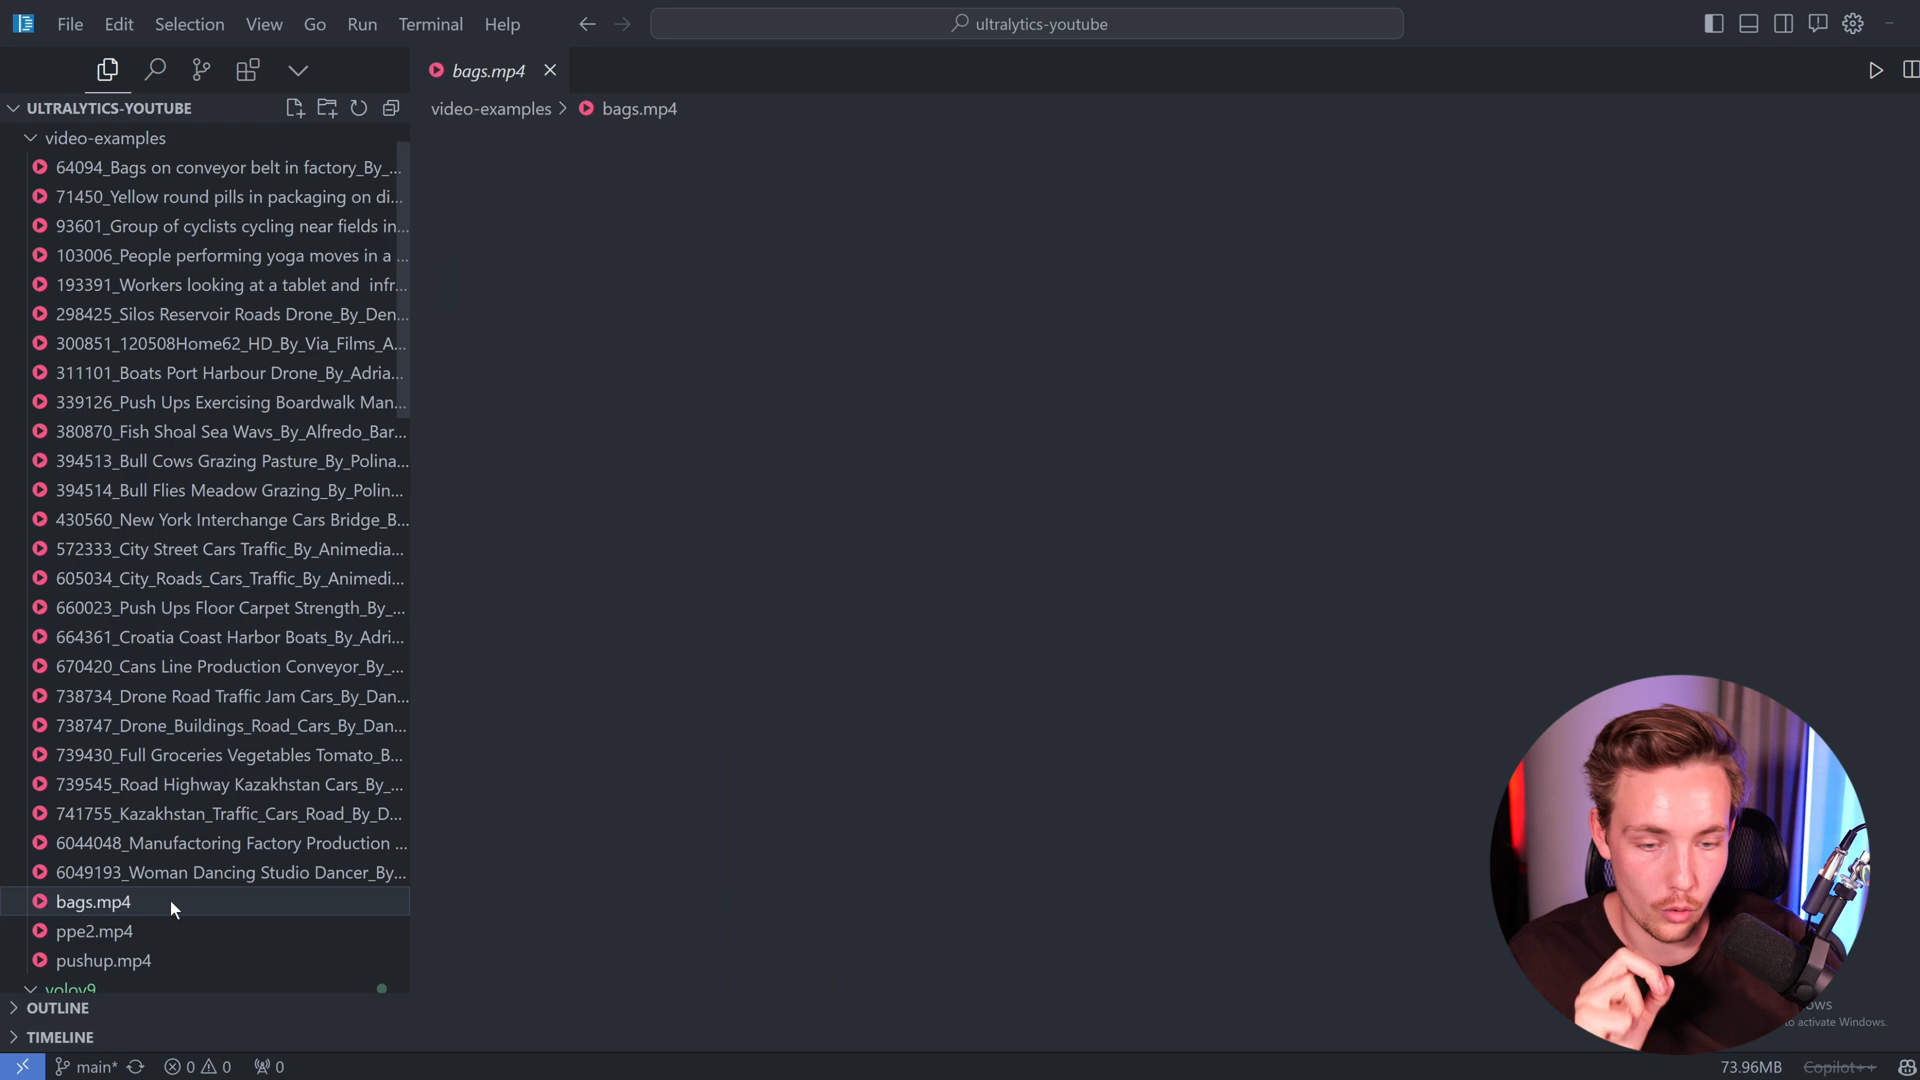 File Edit Selection View Go Run Terminal Help
ultralytics-youtube
bags.mp4
ULTRALYTICS-YOUTUBE
video-examples > bags.mp4
video-examples
64094_Bags on conveyor belt in factory_By_...
71450_Yellow round pills in packaging on di...
93601_Group of cyclists cycling near fields in...
103006_People performing yoga moves in a ...
193391_Workers looking at a tablet and infr...
298425_Silos Reservoir Roads Drone_By_Den...
300851_120508Home62_HD_By_Via_Films_A...
311101_Boats Port Harbour Drone_By_Adria...
339126_Push Ups Exercising Boardwalk Man...
380870_Fish Shoal Sea Wavs_By_Alfredo_Bar...
394513_Bull Cows Grazing Pasture_By_Polina...
394514_Bull Flies Meadow Grazing_By_Polin...
430560_New York Interchange Cars Bridge_B...
572333_City Street Cars Traffic_By_Animedia...
605034_City_Roads_Cars_Traffic_By_Animedi...
660023_Push Ups Floor Carpet Strength_By_...
664361_Croatia Coast Harbor Boats_By_Adri...
670420_Cans Line Production Conveyor_By_...
738734_Drone Road Traffic Jam Cars_By_Dan...
738747_Drone_Buildings_Road_Cars_By_Dan...
739430_Full Groceries Vegetables Tomato_B...
739545_Road Highway Kazakhstan Cars_By_...
741755_Kazakhstan_Traffic_Cars_Road_By_D...
6044048_Manufactoring Factory Production ...
6049193_Woman Dancing Studio Dancer_By...
bags.mp4
ppe2.mp4
pushup.mp4
yolov9
OUTLINE
TIMELINE
ows
o activate Windows.
main* 0 0 0
73.96MB Copilot++